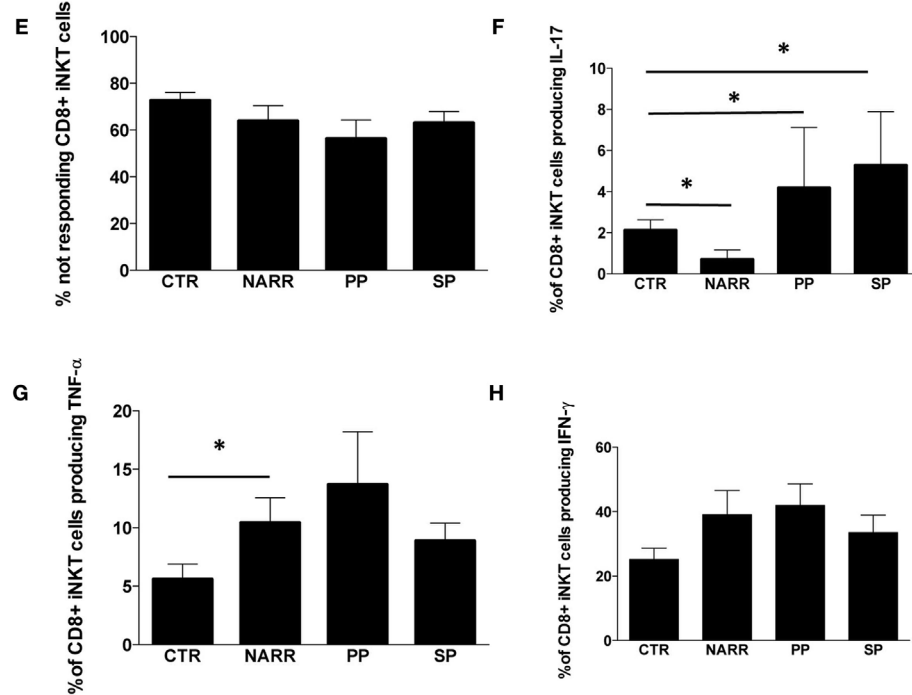 E
% not responding CD8+ iNKT cells
100
80
60
40
20
0
CTR NARR PP SP
F
%of CD8+ iNKT cells producing IL-17
10
8
6
4
2
0
*
*
*
CTR NARR PP SP
G
%of CD8+ iNKT cells producing TNF-α
20
15
10
5
0
*
CTR NARR PP SP
H
%of CD8+ iNKT cells producing IFN-γ
60
40
20
0
CTR NARR PP SP